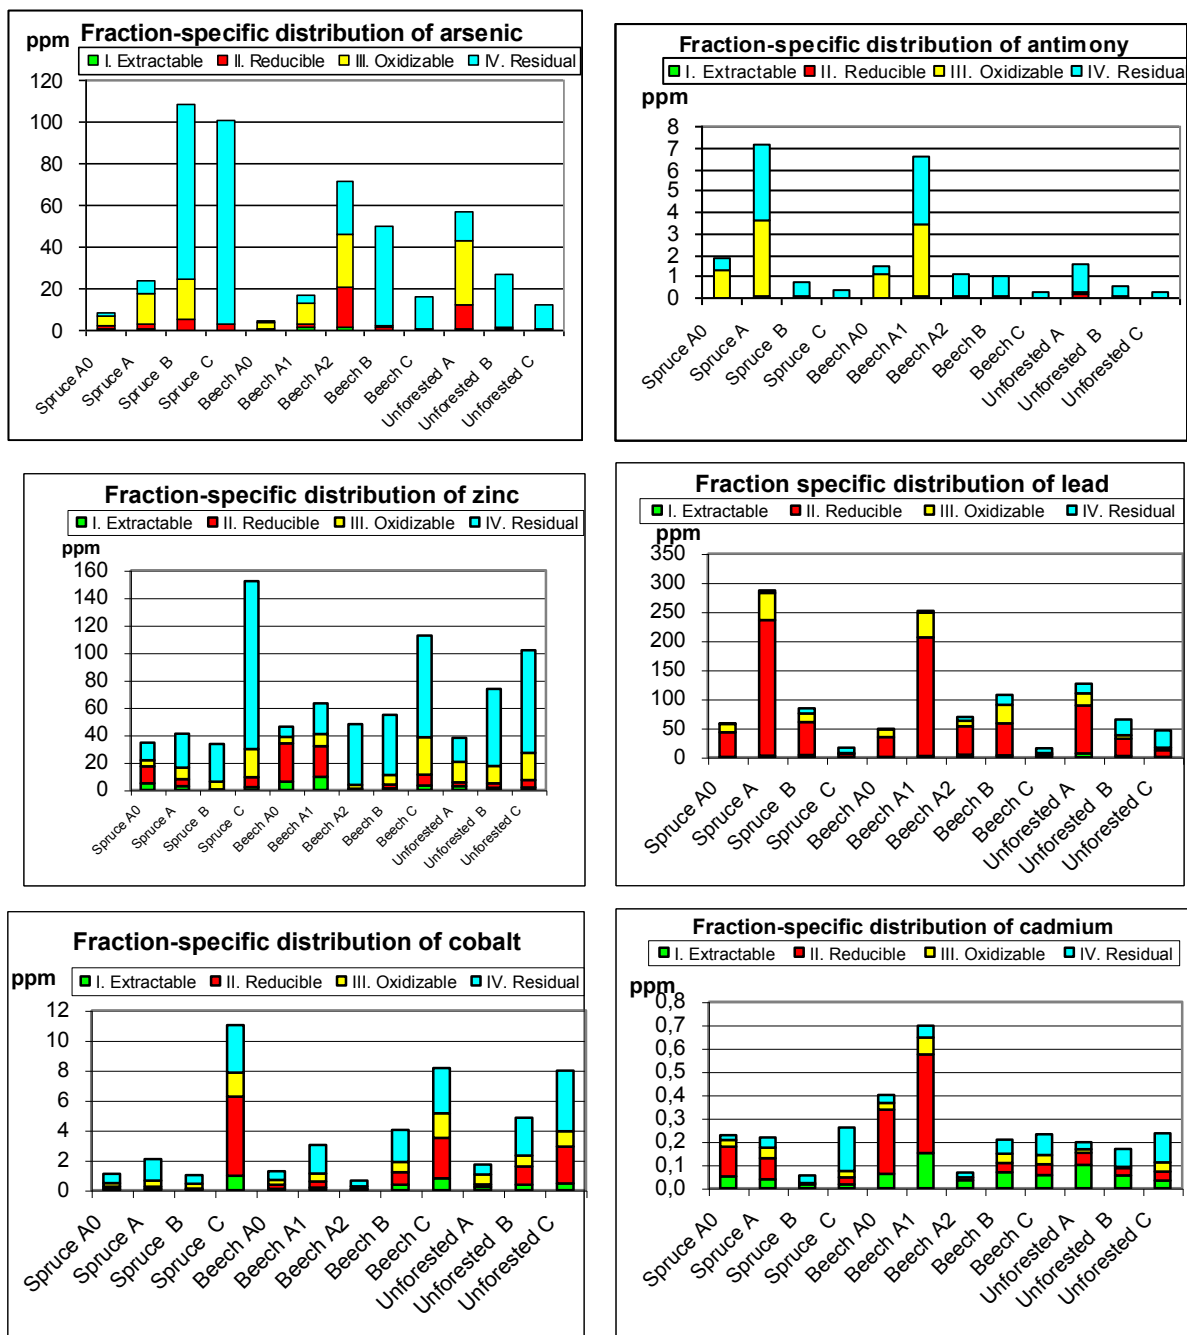 Fraction-specific distribution of arsenic
ppm
I. Extractable II. Reducible III. Oxidizable IV. Residual
120
100
80
60
40
20
0
Spruce A0 Spruce A Spruce B Spruce C Beech A0 Beech A1 Beech A2 Beech B Beech C Unforested A Unforested B Unforested C
Fraction-specific distribution of antimony
I. Extractable II. Reducible III. Oxidizable IV. Residual
ppm
8
7
6
5
4
3
2
1
0
Spruce A0 Spruce A Spruce B Spruce C Beech A0 Beech A1 Beech A2 Beech B Beech C Unforested A Unforested B Unforested C
Fraction-specific distribution of zinc
I. Extractable II. Reducible III. Oxidizable IV. Residual
ppm
160
140
120
100
80
60
40
20
0
Spruce A0 Spruce A Spruce B Spruce C Beech A0 Beech A1 Beech A2 Beech B Beech C Unforested A Unforested B Unforested C
Fraction specific distribution of lead
I. Extractable II. Reducible III. Oxidizable IV. Residual
ppm
350
300
250
200
150
100
50
0
Spruce A0 Spruce A Spruce B Spruce C Beech A0 Beech A1 Beech A2 Beech B Beech C Unforested A Unforested B Unforested C
Fraction-specific distribution of cobalt
ppm
I. Extractable II. Reducible III. Oxidizable IV. Residual
12
10
8
6
4
2
0
Spruce A0 Spruce A Spruce B Spruce C Beech A0 Beech A1 Beech A2 Beech B Beech C Unforested A Unforested B Unforested C
Fraction-specific distribution of cadmium
I. Extractable II. Reducible III. Oxidizable IV. Residual
ppm
0,8
0,7
0,6
0,5
0,4
0,3
0,2
0,1
0,0
Spruce A0 Spruce A Spruce B Spruce C Beech A0 Beech A1 Beech A2 Beech B Beech C Unforested A Unforested B Unforested C